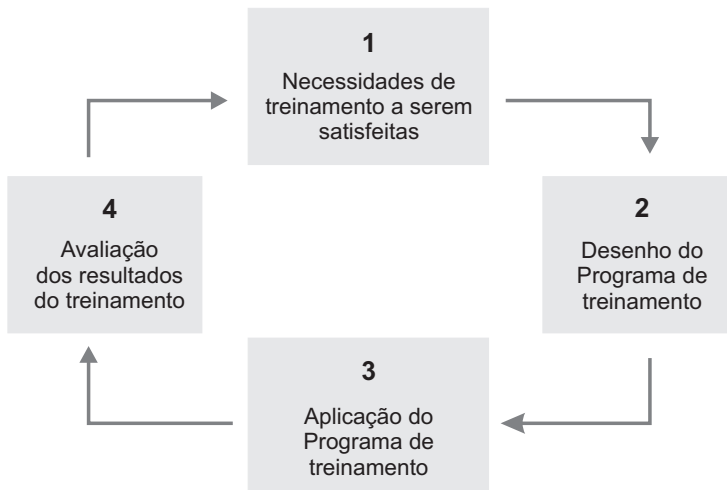 1
Necessidades de
treinamento a serem
satisfeitas
2
Desenho do
Programa de
treinamento
3
Aplicação do
Programa de
treinamento
4
Avaliação
dos resultados
do treinamento